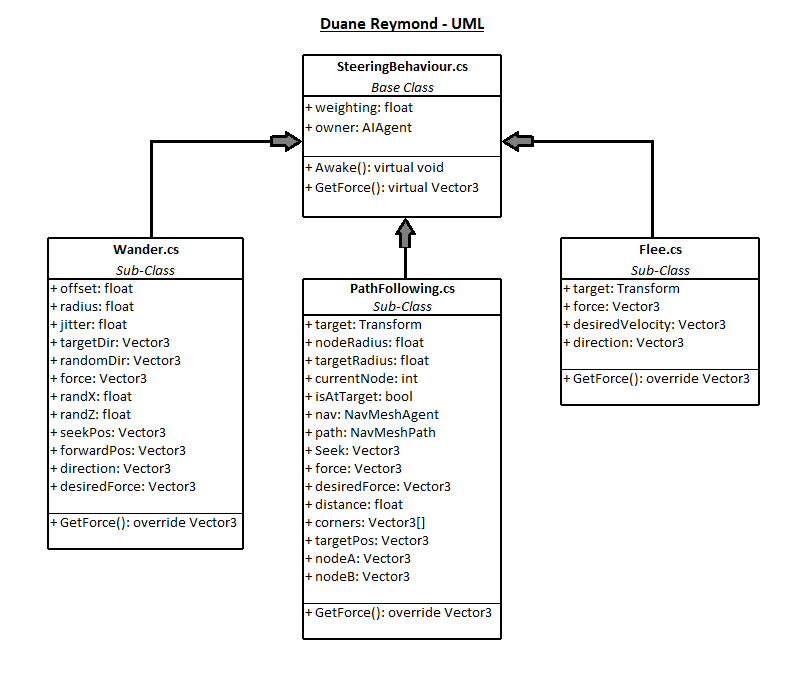 Duane Reymond - UML
SteeringBehaviour.cs
Base Class
+ weighting: float
+ owner: AIAgent
+ Awake(): virtual void
+ GetForce(): virtual Vector3
Wander.cs
Sub-Class
+ offset: float
+ radius: float
+ jitter: float
+ targetDir: Vector3
+ randomDir: Vector3
+ force: Vector3
+ randX: float
+ randZ: float
+ seekPos: Vector3
+ forwardPos: Vector3
+ direction: Vector3
+ desiredForce: Vector3
+ GetForce(): override Vector3
PathFollowing.cs
Sub-Class
+ target: Transform
+ nodeRadius: float
+ targetRadius: float
+ currentNode: int
+ isAtTarget: bool
+ nav: NavMeshAgent
+ path: NavMeshPath
+ Seek: Vector3
+ force: Vector3
+ desiredForce: Vector3
+ distance: float
+ corners: Vector3[]
+ targetPos: Vector3
+ nodeA: Vector3
+ nodeB: Vector3
+ GetForce(): override Vector3
Flee.cs
Sub-Class
+ target: Transform
+ force: Vector3
+ desiredVelocity: Vector3
+ direction: Vector3
+ GetForce(): override Vector3